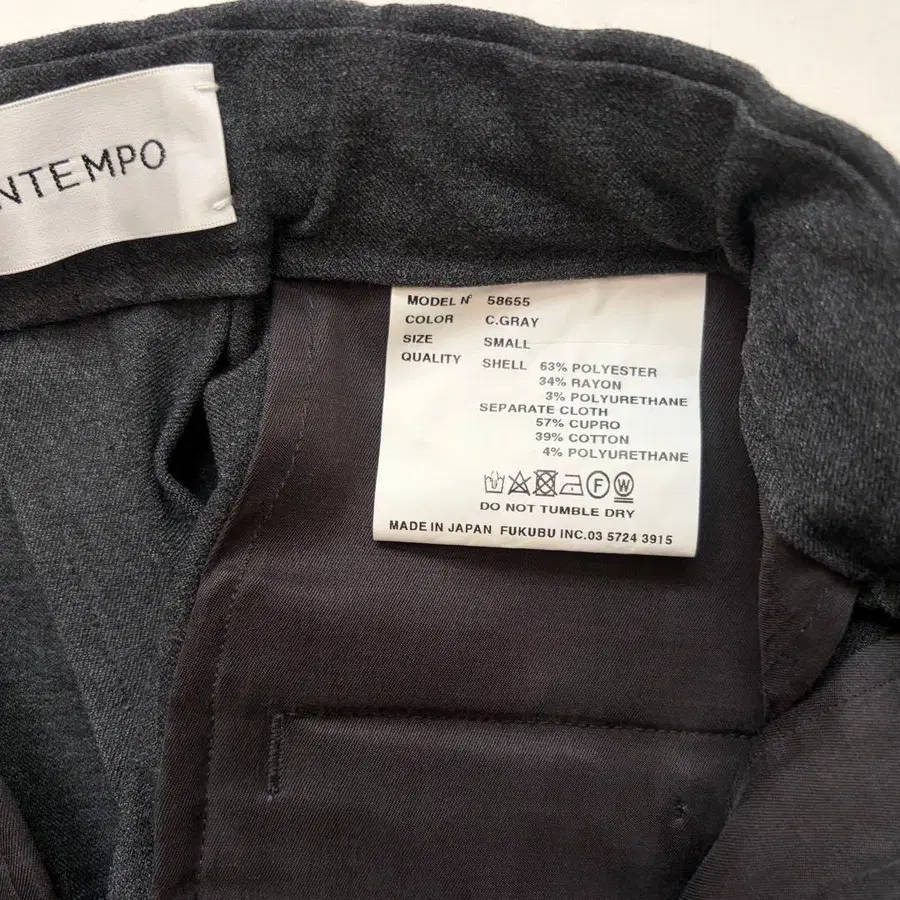 NTEMPO
MODEL Nº 58655
COLOR C.GRAY
SIZE SMALL
QUALITY SHELL 63% POLYESTER
34% RAYON
3% POLYURETHANE
SEPARATE CLOTH
57% CUPRO
39% COTTON
4% POLYURETHANE
F W
DO NOT TUMBLE DRY
MADE IN JAPAN FUKUBU INC.03 5724 3915